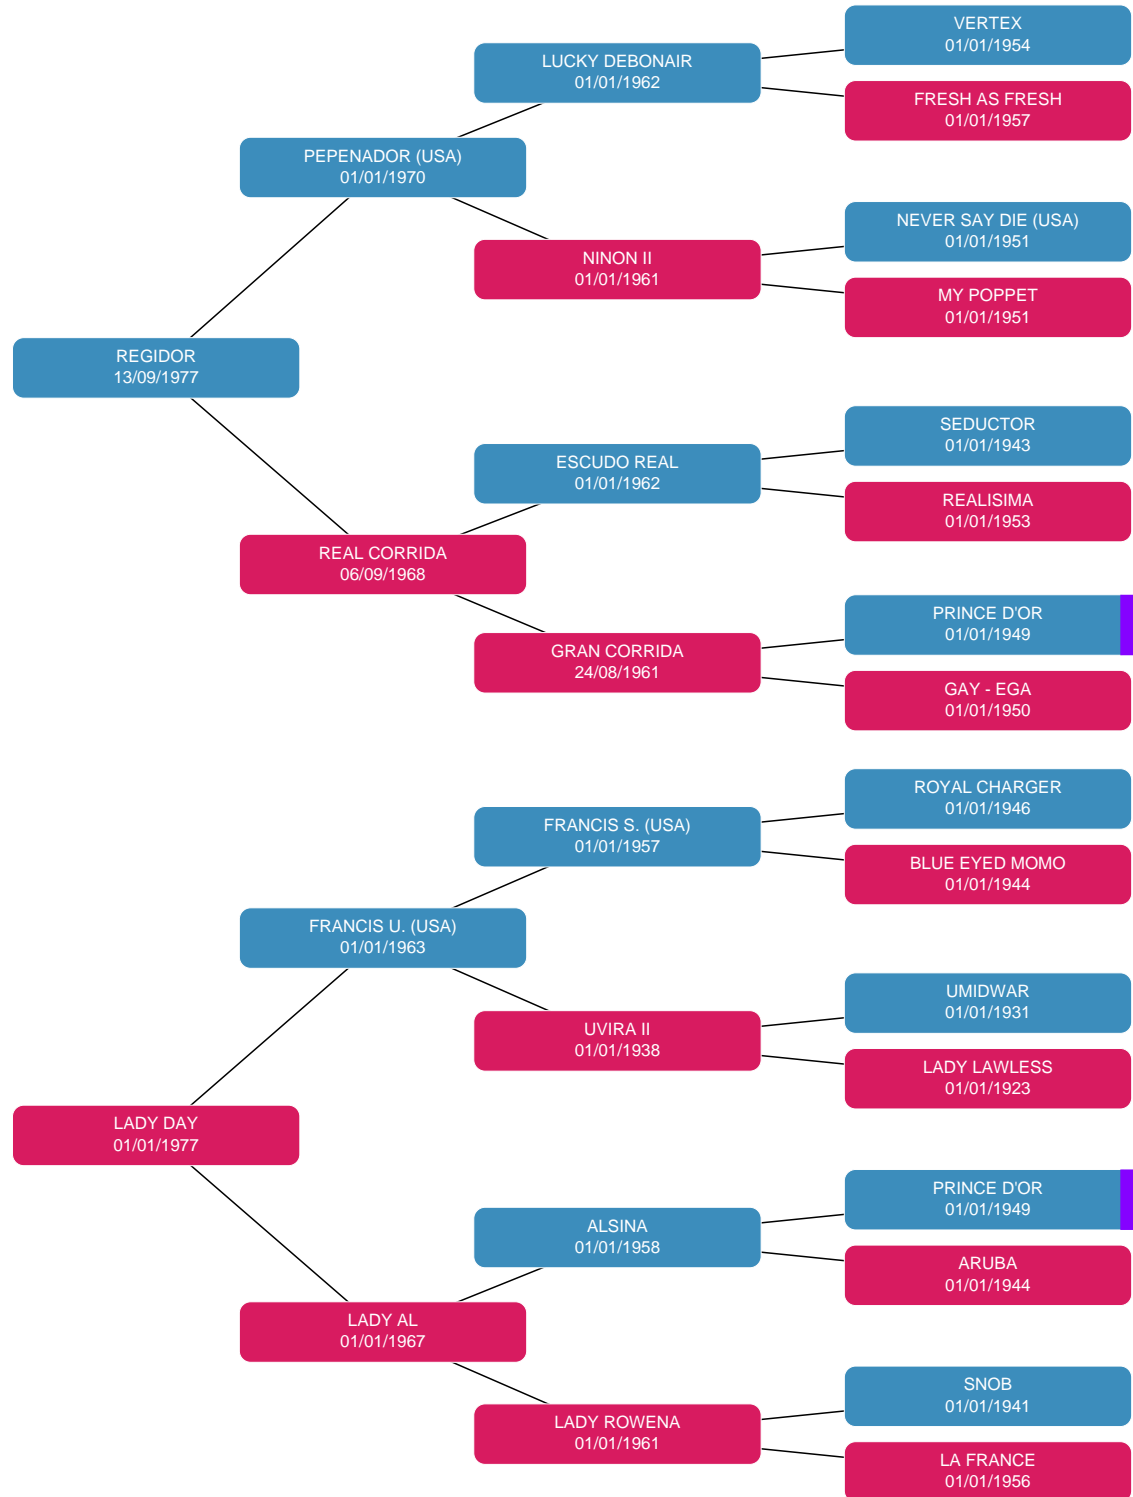 VERTEX
01/01/1954
LUCKY DEBONAIR
01/01/1962
FRESH AS FRESH
01/01/1957
PEPENADOR (USA)
01/01/1970
NEVER SAY DIE (USA)
01/01/1951
NINON II
01/01/1961
MY POPPET
01/01/1951
REGIDOR
13/09/1977
SEDUCTOR
01/01/1943
ESCUDO REAL
01/01/1962
REALISIMA
01/01/1953
REAL CORRIDA
06/09/1968
PRINCE D'OR
01/01/1949
GRAN CORRIDA
24/08/1961
GAY - EGA
01/01/1950
ROYAL CHARGER
01/01/1946
FRANCIS S. (USA)
01/01/1957
BLUE EYED MOMO
01/01/1944
FRANCIS U. (USA)
01/01/1963
UMIDWAR
01/01/1931
UVIRA II
01/01/1938
LADY LAWLESS
01/01/1923
LADY DAY
01/01/1977
PRINCE D'OR
01/01/1949
ALSINA
01/01/1958
ARUBA
01/01/1944
LADY AL
01/01/1967
SNOB
01/01/1941
LADY ROWENA
01/01/1961
LA FRANCE
01/01/1956